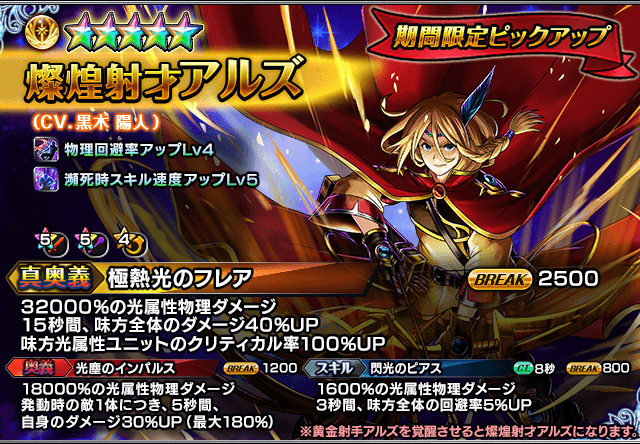 期間限定ピックアップ
燦煌射才アルズ
(CV.黒木 陽人)
物理回避率アップLv4
瀕死時スキル速度アップLv5
5 5 4
真奥義 極熱光のフレア BREAK 2500
32000%の光属性物理ダメージ
15秒間、味方全体のダメージ40%UP
味方光属性ユニットのクリティカル率100%UP
奥義 光塵のインパルス BREAK 1200
18000%の光属性物理ダメージ
発動時の敵1体につき、5秒間、
自身のダメージ30%UP(最大180%)
スキル 閃光のピアス CT 8秒 BREAK 800
1600%の光属性物理ダメージ
3秒間、味方全体の回避率5%UP
※黄金射手アルズを覚醒させると燦煌射才アルズになります。